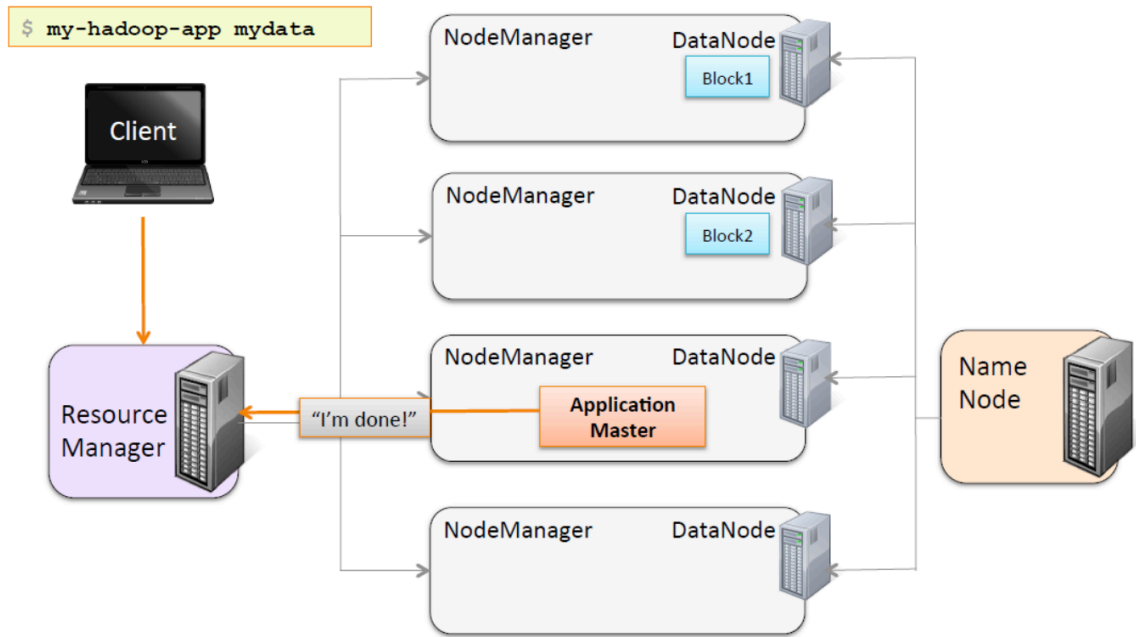 $ my-hadoop-app mydata
Client
Resource
Manager
"I'm done!"
NodeManager
DataNode
Block1
NodeManager
DataNode
Block2
NodeManager
DataNode
Application
Master
NodeManager
DataNode
Name
Node